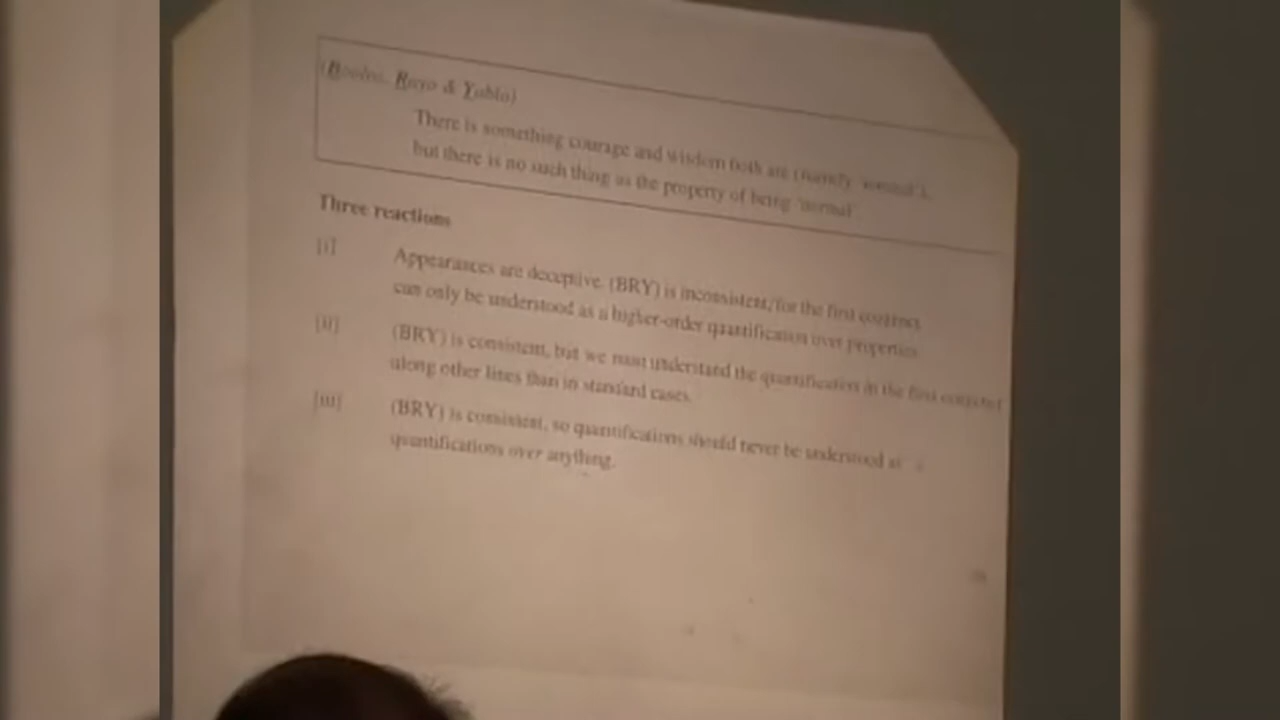 (Boolos, Rayo & Yablo)
There is something courage and wisdom both are (namely 'normal'),
but there is no such thing as the property of being 'normal'
Three reactions
[i] Appearances are deceptive. (BRY) is inconsistent, for the first conjunct
can only be understood as a higher-order quantification over properties.
[ii] (BRY) is consistent, but we must understand the quantification in the first conjunct
along other lines than in standard cases.
[iii] (BRY) is consistent, so quantifications should never be understood as
quantifications over anything.